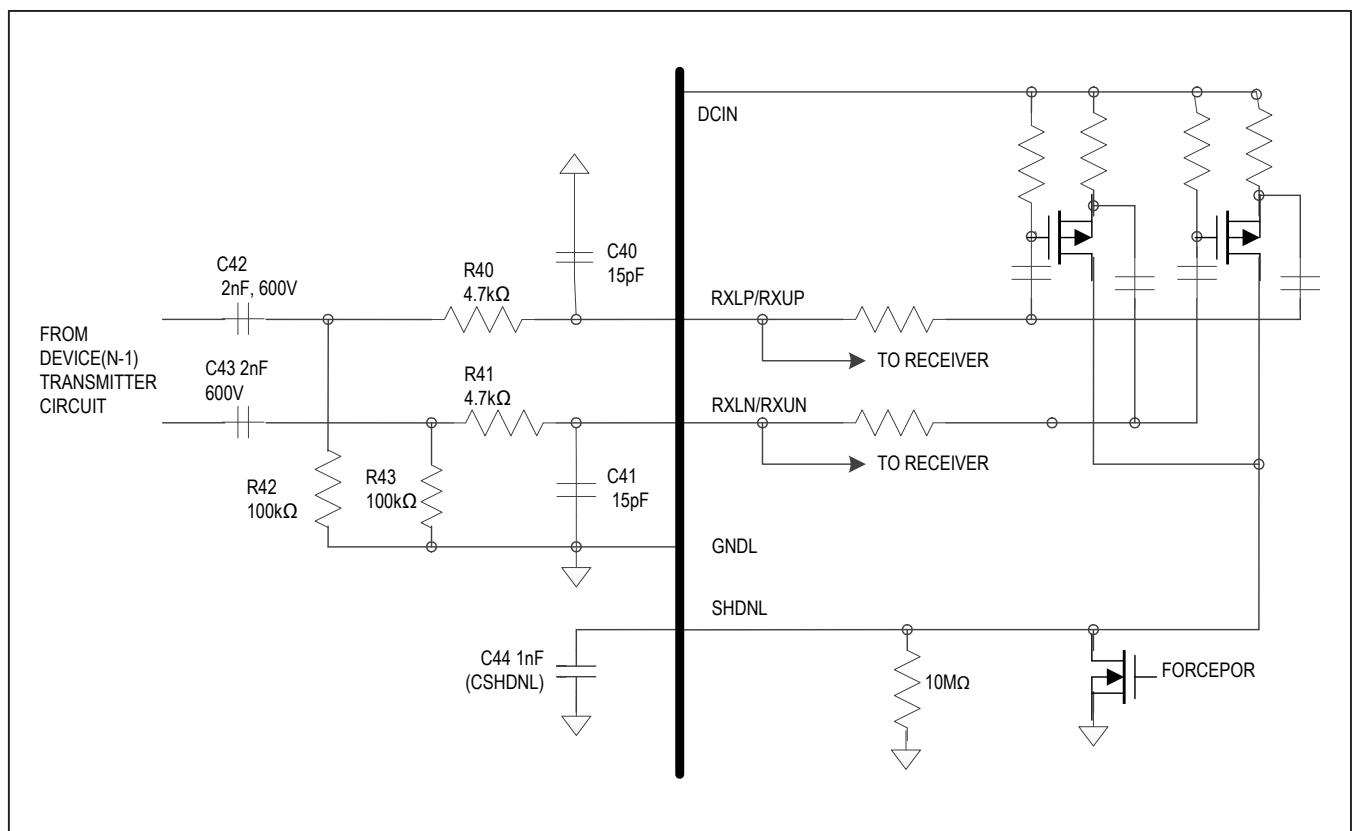 DCIN
C40
15pF
C42
2nF, 600V
R40
4.7kΩ
RXLP/RXUP
FROM
DEVICE(N-1)
TRANSMITTER
CIRCUIT
TO RECEIVER
C43 2nF
600V
R41
4.7kΩ
RXLN/RXUN
TO RECEIVER
R42
100kΩ
R43
100kΩ
C41
15pF
GNDL
SHDNL
C44 1nF
(CSHDNL)
10MΩ
FORCEPOR